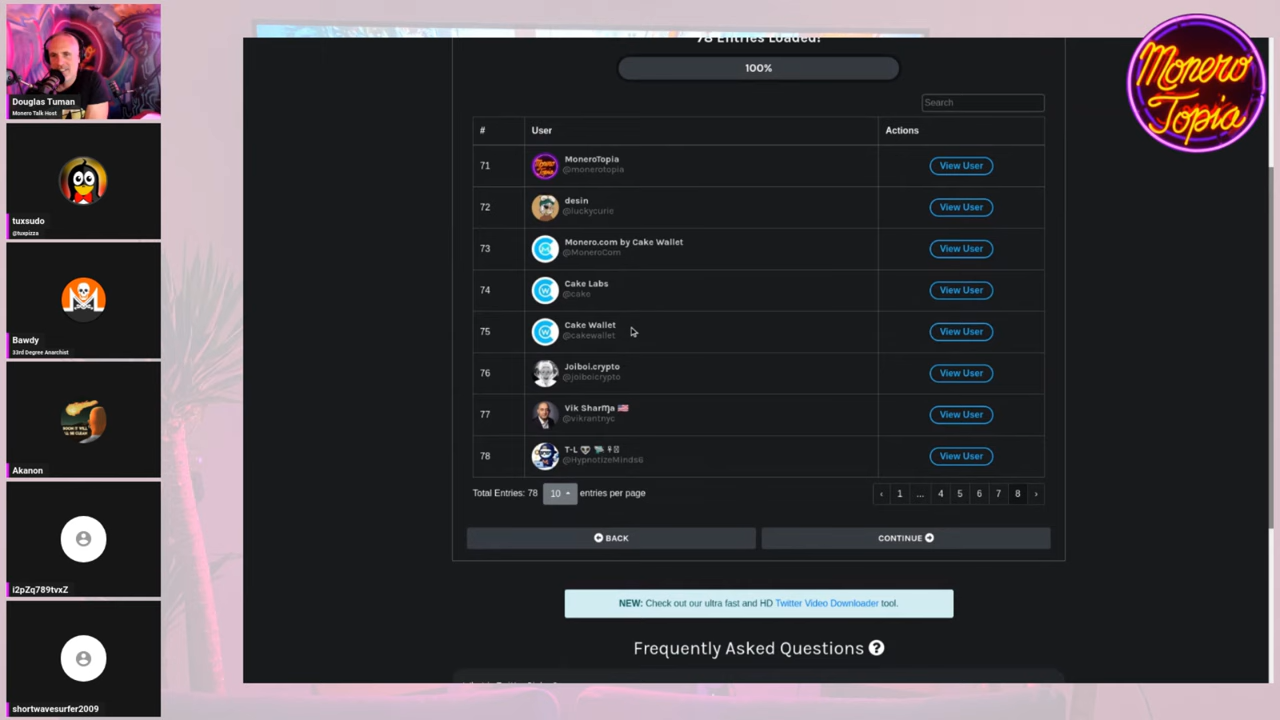 Douglas Tuman
Monero Talk Host
tuxsudo
@tuxpizza
Bawdy
33rd Degree Anarchist
Akanon
i2pZq789tvxZ
shortwavesurfer2009
Monero
Topia
78 Entries Loaded!
100%
Search
# User Actions
71 MoneroTopia View User
@monerotopia
72 desin View User
@luckycurie
73 Monero.com by Cake Wallet View User
@MoneroCom
74 Cake Labs View User
@cake
75 Cake Wallet View User
@cakewallet
76 Joiboi.crypto View User
@joiboicrypto
77 Vik Sharma View User
@vikrantnyc
78 T-L View User
@HypnotizeMinds6
Total Entries: 78 10 entries per page ‹ 1 ... 4 5 6 7 8 ›
BACK CONTINUE
NEW: Check out our ultra fast and HD Twitter Video Downloader tool.
Frequently Asked Questions